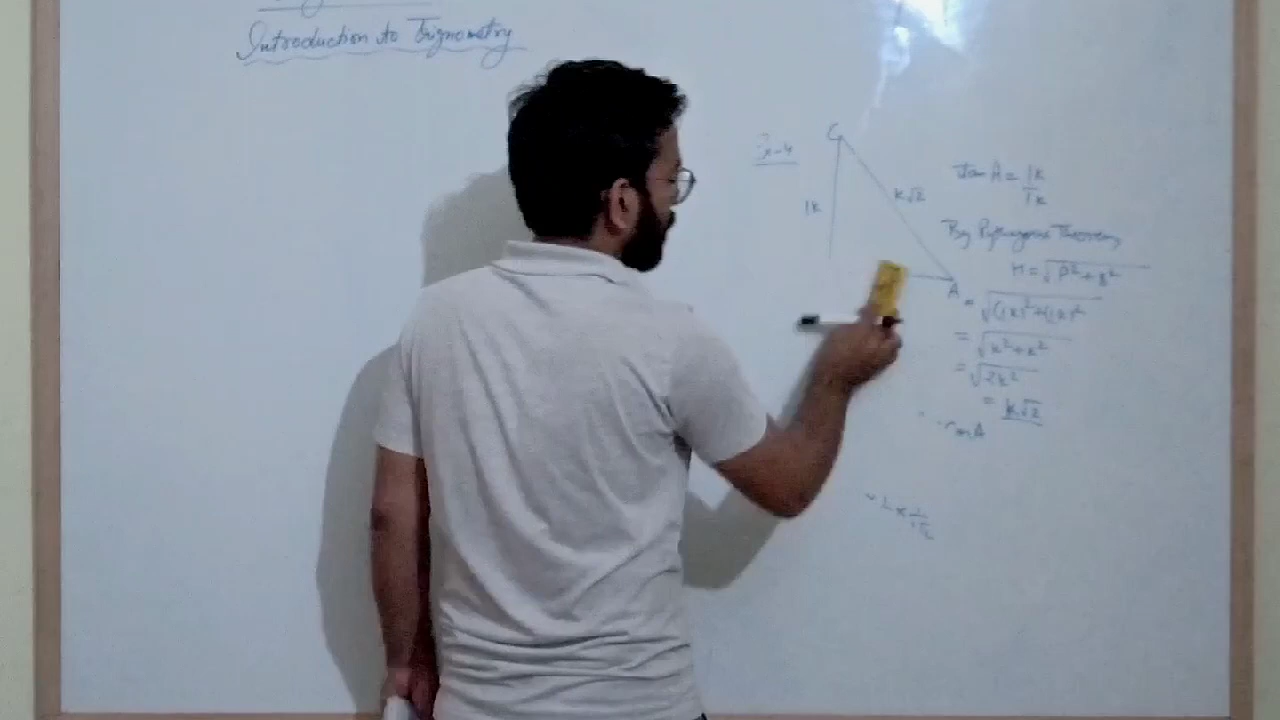 Introduction to Trignometry
C
1k
k√2
A
tan A = 1k/1k
By Pythagoras Theorem
H = √P²+B²
= √(1k)²+(1k)²
= √k²+k²
= √2k²
= k√2